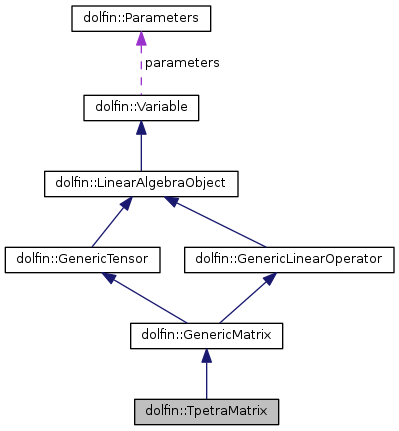 dolfin::Parameters
parameters
dolfin::Variable
dolfin::LinearAlgebraObject
dolfin::GenericTensor
dolfin::GenericLinearOperator
dolfin::GenericMatrix
dolfin::TpetraMatrix